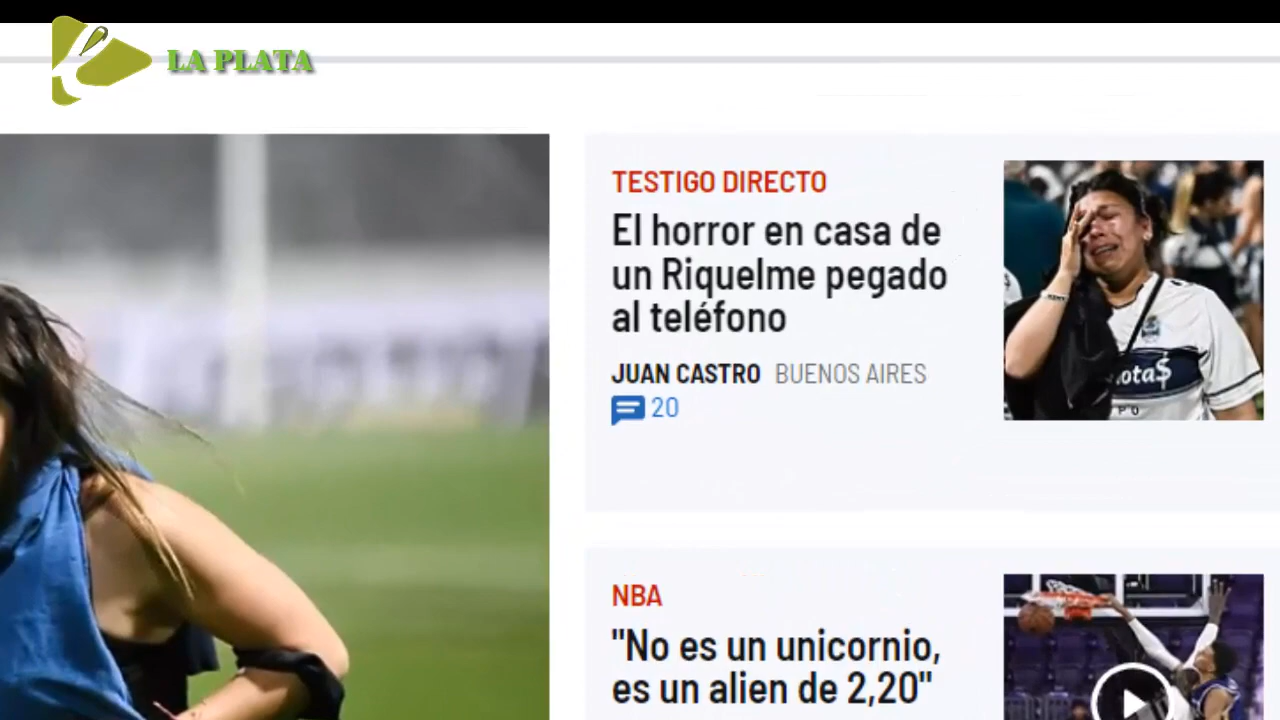 LA PLATA
TESTIGO DIRECTO
El horror en casa de
un Riquelme pegado
al teléfono
JUAN CASTRO BUENOS AIRES
20
NBA
"No es un unicornio,
es un alien de 2,20"